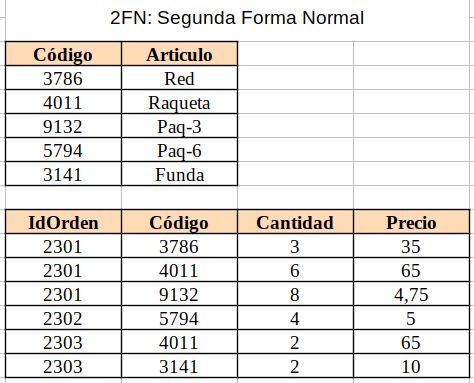 2FN: Segunda Forma Normal
Código Articulo
3786 Red
4011 Raqueta
9132 Paq-3
5794 Paq-6
3141 Funda
IdOrden Código Cantidad Precio
2301 3786 3 35
2301 4011 6 65
2301 9132 8 4,75
2302 5794 4 5
2303 4011 2 65
2303 3141 2 10